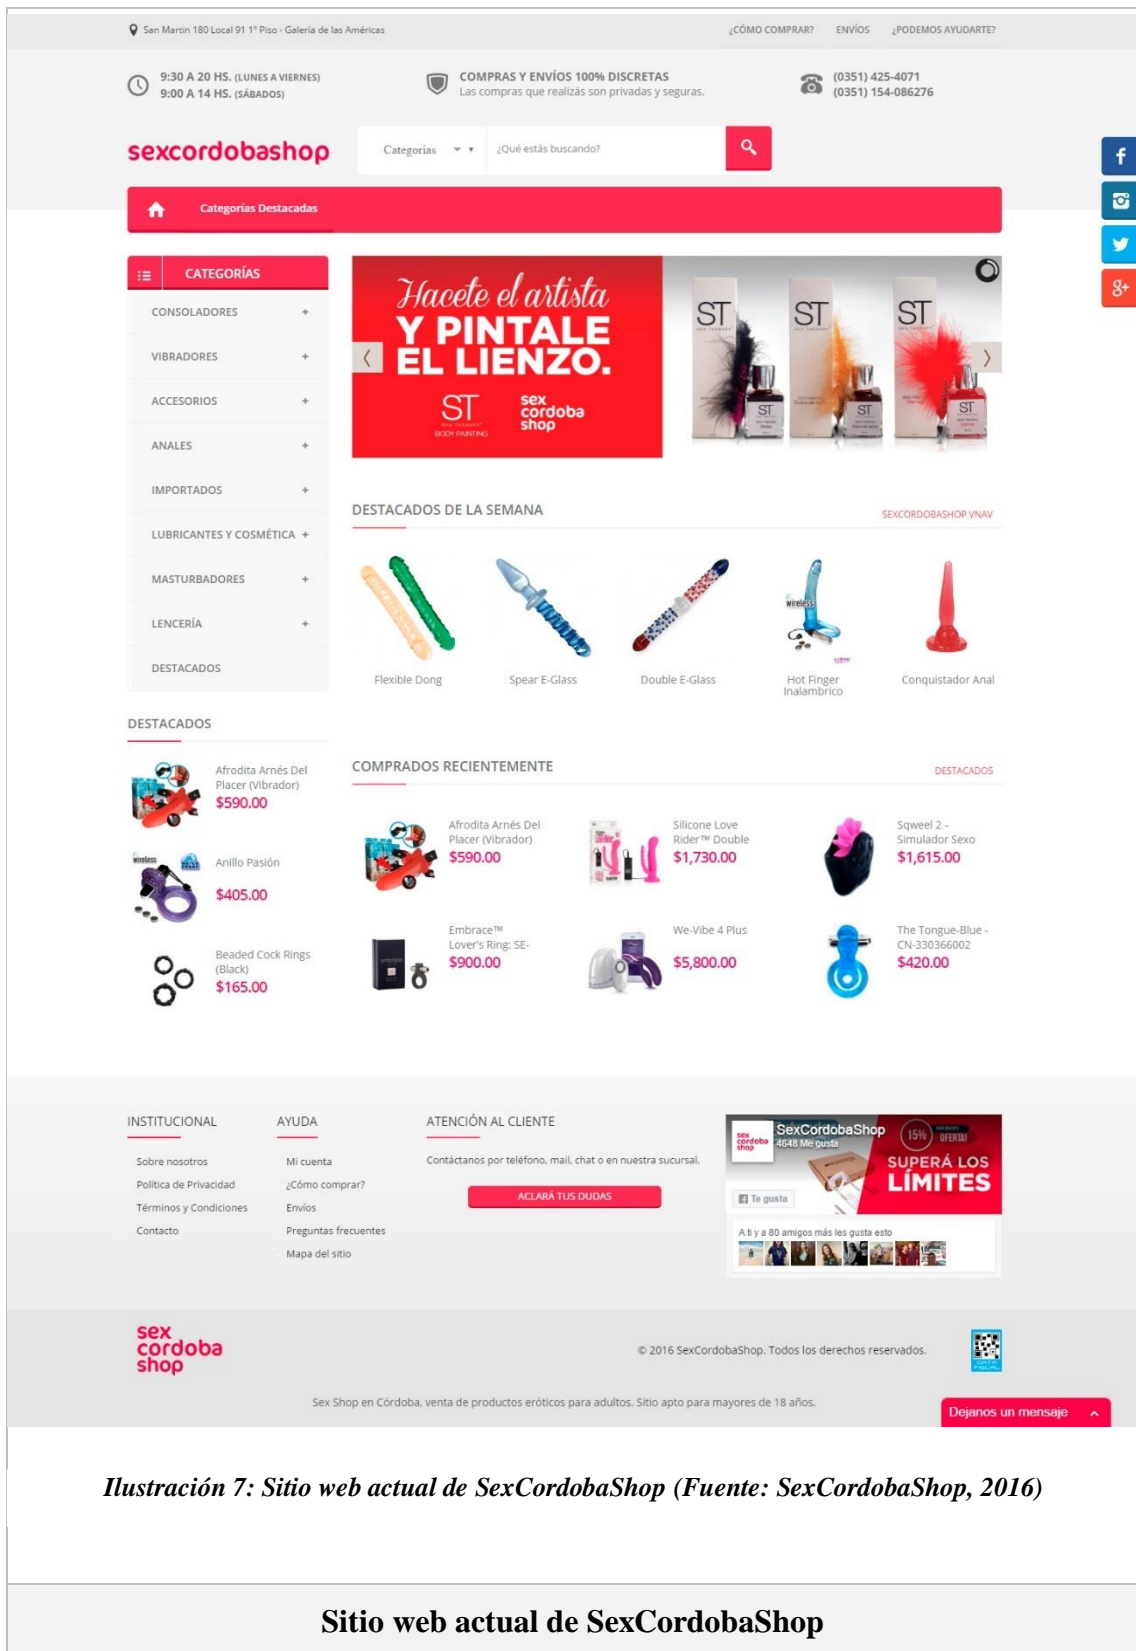 San Martin 180 Local 91 1º Piso - Galería de las Américas
¿CÓMO COMPRAR? ENVÍOS ¿PODEMOS AYUDARTE?
9:30 A 20 HS. (LUNES A VIERNES)
9:00 A 14 HS. (SÁBADOS)
COMPRAS Y ENVÍOS 100% DISCRETAS
Las compras que realizás son privadas y seguras.
(0351) 425-4071
(0351) 154-086276
sexcordobashop
Categorias
¿Qué estás buscando?
Categorías Destacadas
CATEGORÍAS
CONSOLADORES +
VIBRADORES +
ACCESORIOS +
ANALES +
IMPORTADOS +
LUBRICANTES Y COSMÉTICA +
MASTURBADORES +
LENCERÍA +
DESTACADOS
Hacete el artista
Y PINTALE
EL LIENZO.
ST
BODY PAINTING
sex
cordoba
shop
ST
ST
ST
ST
ST
ST
DESTACADOS DE LA SEMANA
SEXCORDOBASHOP VNAV
wireless
Flexible Dong
Spear E-Glass
Double E-Glass
Hot Finger
Inalambrico
Conquistador Anal
DESTACADOS
Afrodita Arnés Del
Placer (Vibrador)
$590.00
wireless
Anillo Pasión
$405.00
Beaded Cock Rings
(Black)
$165.00
COMPRADOS RECIENTEMENTE
DESTACADOS
Afrodita Arnés Del
Placer (Vibrador)
$590.00
Silicone Love
Rider™ Double
$1,730.00
Sqweel 2 -
Simulador Sexo
$1,615.00
Embrace™
Lover's Ring: SE-
$900.00
We-Vibe 4 Plus
$5,800.00
The Tongue-Blue -
CN-330366002
$420.00
INSTITUCIONAL
Sobre nosotros
Política de Privacidad
Términos y Condiciones
Contacto
AYUDA
Mi cuenta
¿Cómo comprar?
Envíos
Preguntas frecuentes
Mapa del sitio
ATENCIÓN AL CLIENTE
Contáctanos por teléfono, mail, chat o en nuestra sucursal.
ACLARÁ TUS DUDAS
sex
cordoba
shop
SexCordobaShop
4648 Me gusta
15% OFERTA!
SUPERÁ LOS
LÍMITES
Te gusta
A ti y a 80 amigos más les gusta esto
sex
cordoba
shop
© 2016 SexCordobaShop. Todos los derechos reservados.
DATA
FISCAL
Sex Shop en Córdoba, venta de productos eróticos para adultos. Sitio apto para mayores de 18 años.
Dejanos un mensaje
Ilustración 7: Sitio web actual de SexCordobaShop (Fuente: SexCordobaShop, 2016)
Sitio web actual de SexCordobaShop